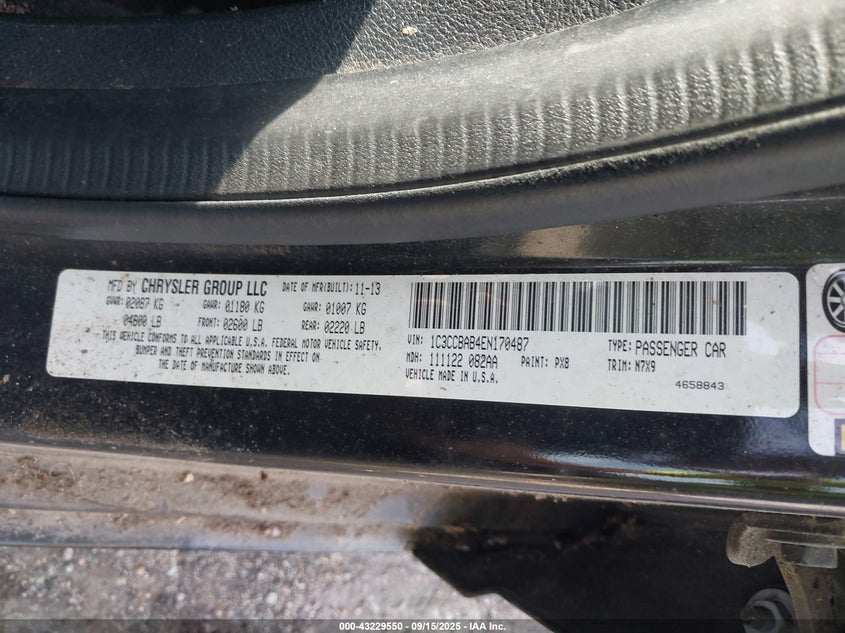 MFD BY CHRYSLER GROUP LLC DATE OF MFR(BUILT): 11-13
GVWR: 02087 KG GAWR: 01180 KG GAWR: 01007 KG
04600 LB FRONT: 02600 LB REAR: 02220 LB
THIS VEHICLE CONFORMS TO ALL APPLICABLE U.S.A. FEDERAL MOTOR VEHICLE SAFETY,
BUMPER AND THEFT PREVENTION STANDARDS IN EFFECT ON
THE DATE OF MANUFACTURE SHOWN ABOVE.
VIN: 1C3CCBAB4EN170487 TYPE: PASSENGER CAR
MDH: 111122 082AA PAINT: PX8 TRIM: N7X9
VEHICLE MADE IN U.S.A.
4658843
000-43229550 - 09/15/2025 - IAA, Inc.